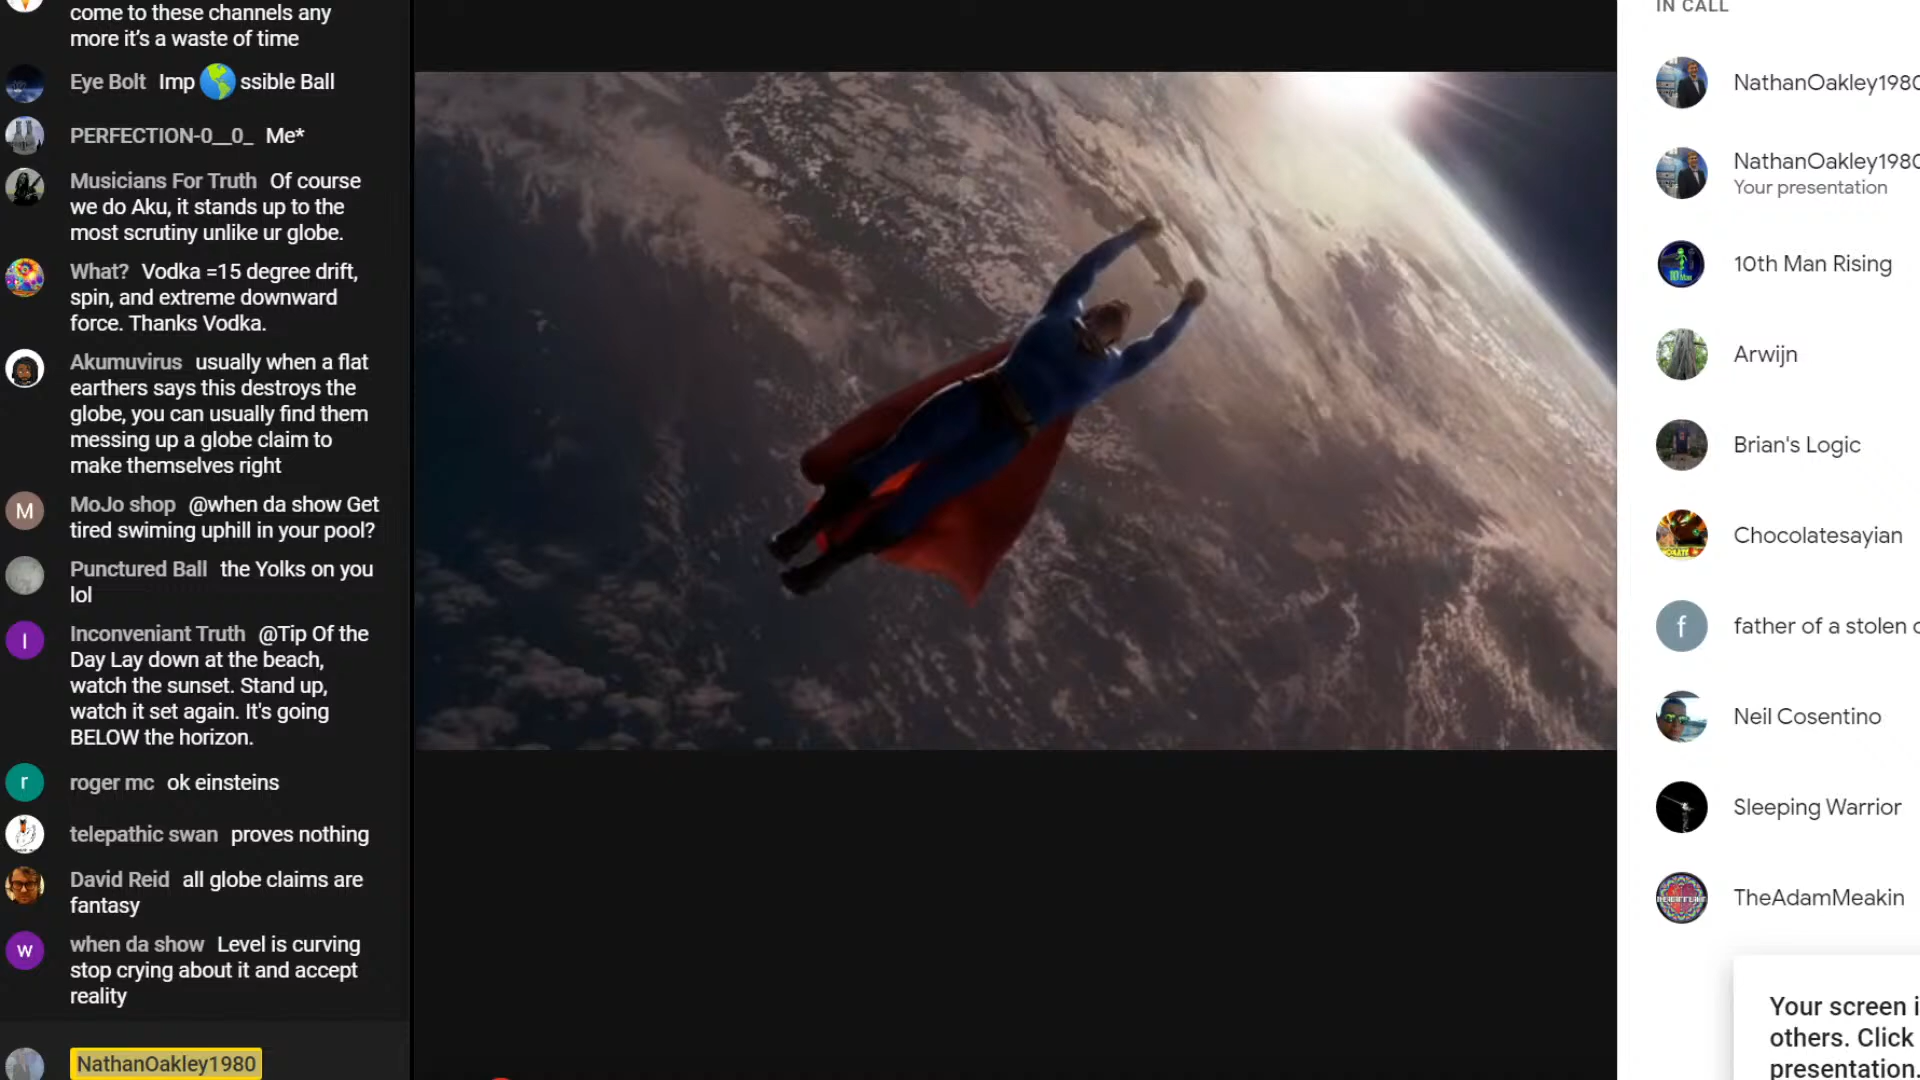 come to these channels any
more it's a waste of time
Eye Bolt Imp ssible Ball
PERFECTION-0__0_ Me*
Musicians For Truth Of course
we do Aku, it stands up to the
most scrutiny unlike ur globe.
What? Vodka =15 degree drift,
spin, and extreme downward
force. Thanks Vodka.
Akumuvirus usually when a flat
earthers says this destroys the
globe, you can usually find them
messing up a globe claim to
make themselves right
M
MoJo shop @when da show Get
tired swiming uphill in your pool?
Punctured Ball the Yolks on you
lol
I
Inconveniant Truth @Tip Of the
Day Lay down at the beach,
watch the sunset. Stand up,
watch it set again. It's going
BELOW the horizon.
r
roger mc ok einsteins
telepathic swan proves nothing
David Reid all globe claims are
fantasy
w
when da show Level is curving
stop crying about it and accept
reality
NathanOakley1980
IN CALL
NathanOakley1980
NathanOakley1980
Your presentation
10th Man Rising
Arwijn
Brian's Logic
Chocolatesayian
f
father of a stolen
Neil Cosentino
Sleeping Warrior
TheAdamMeakin
Your screen i
others. Click
presentation.